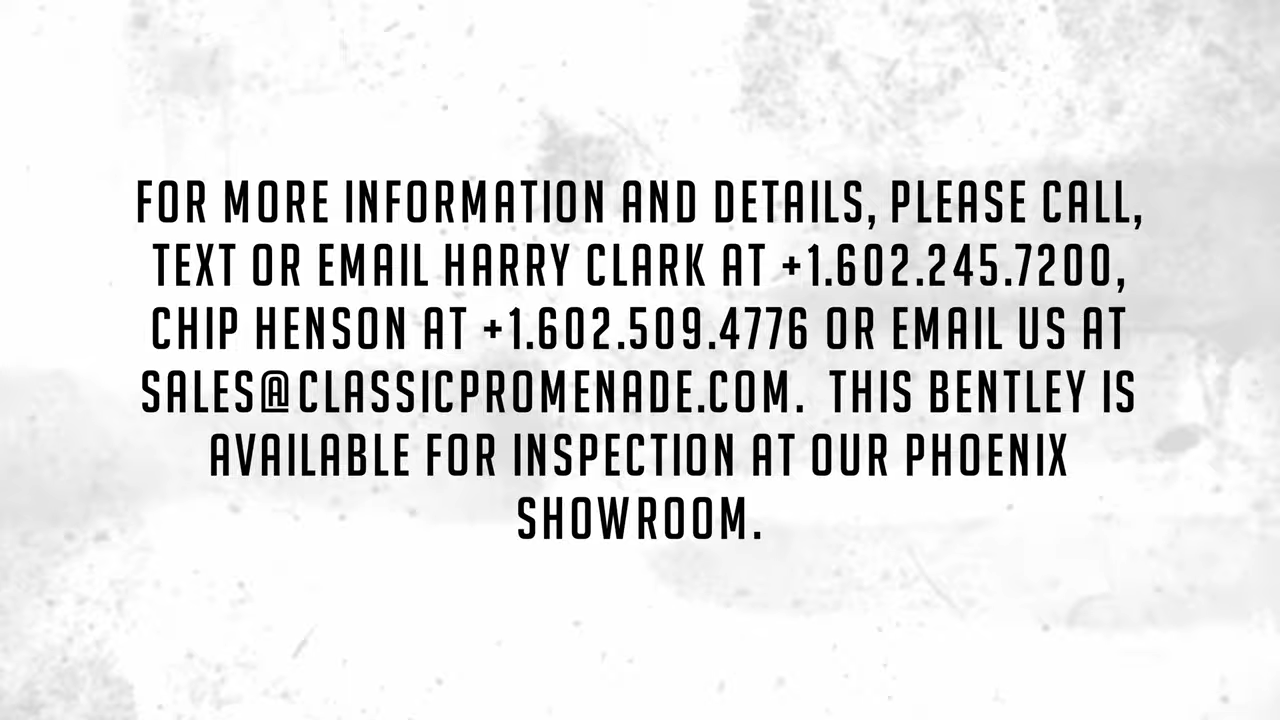 FOR MORE INFORMATION AND DETAILS, PLEASE CALL,
TEXT OR EMAIL HARRY CLARK AT +1.602.245.7200,
CHIP HENSON AT +1.602.509.4776 OR EMAIL US AT
SALES@CLASSICPROMENADE.COM. THIS BENTLEY IS
AVAILABLE FOR INSPECTION AT OUR PHOENIX
SHOWROOM.